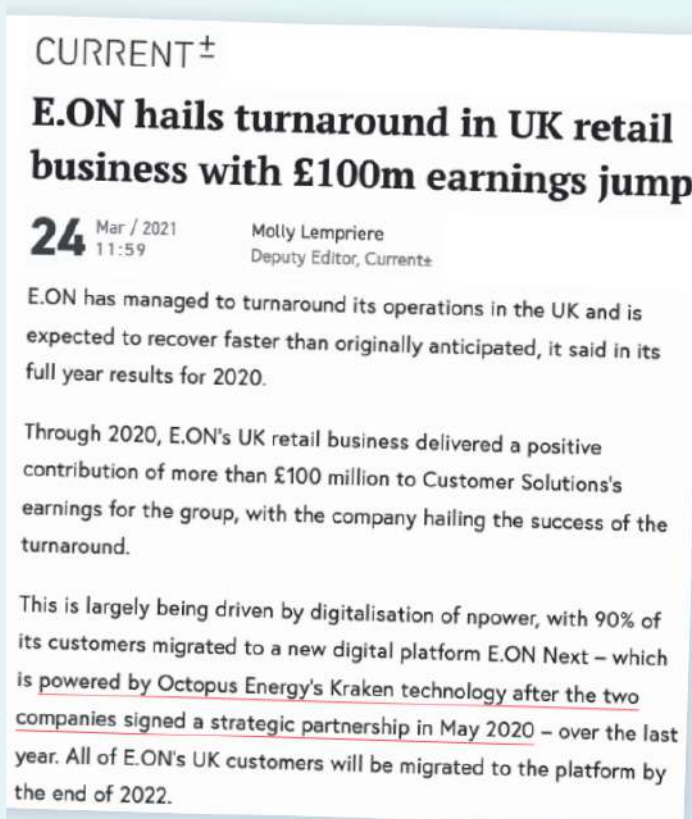 CURRENT±
E.ON hails turnaround in UK retail
business with £100m earnings jump
24 Mar / 2021
11:59
Molly Lempriere
Deputy Editor, Current±
E.ON has managed to turnaround its operations in the UK and is
expected to recover faster than originally anticipated, it said in its
full year results for 2020.
Through 2020, E.ON's UK retail business delivered a positive
contribution of more than £100 million to Customer Solutions's
earnings for the group, with the company hailing the success of the
turnaround.
This is largely being driven by digitalisation of npower, with 90% of
its customers migrated to a new digital platform E.ON Next – which
is powered by Octopus Energy's Kraken technology after the two
companies signed a strategic partnership in May 2020 – over the last
year. All of E.ON's UK customers will be migrated to the platform by
the end of 2022.